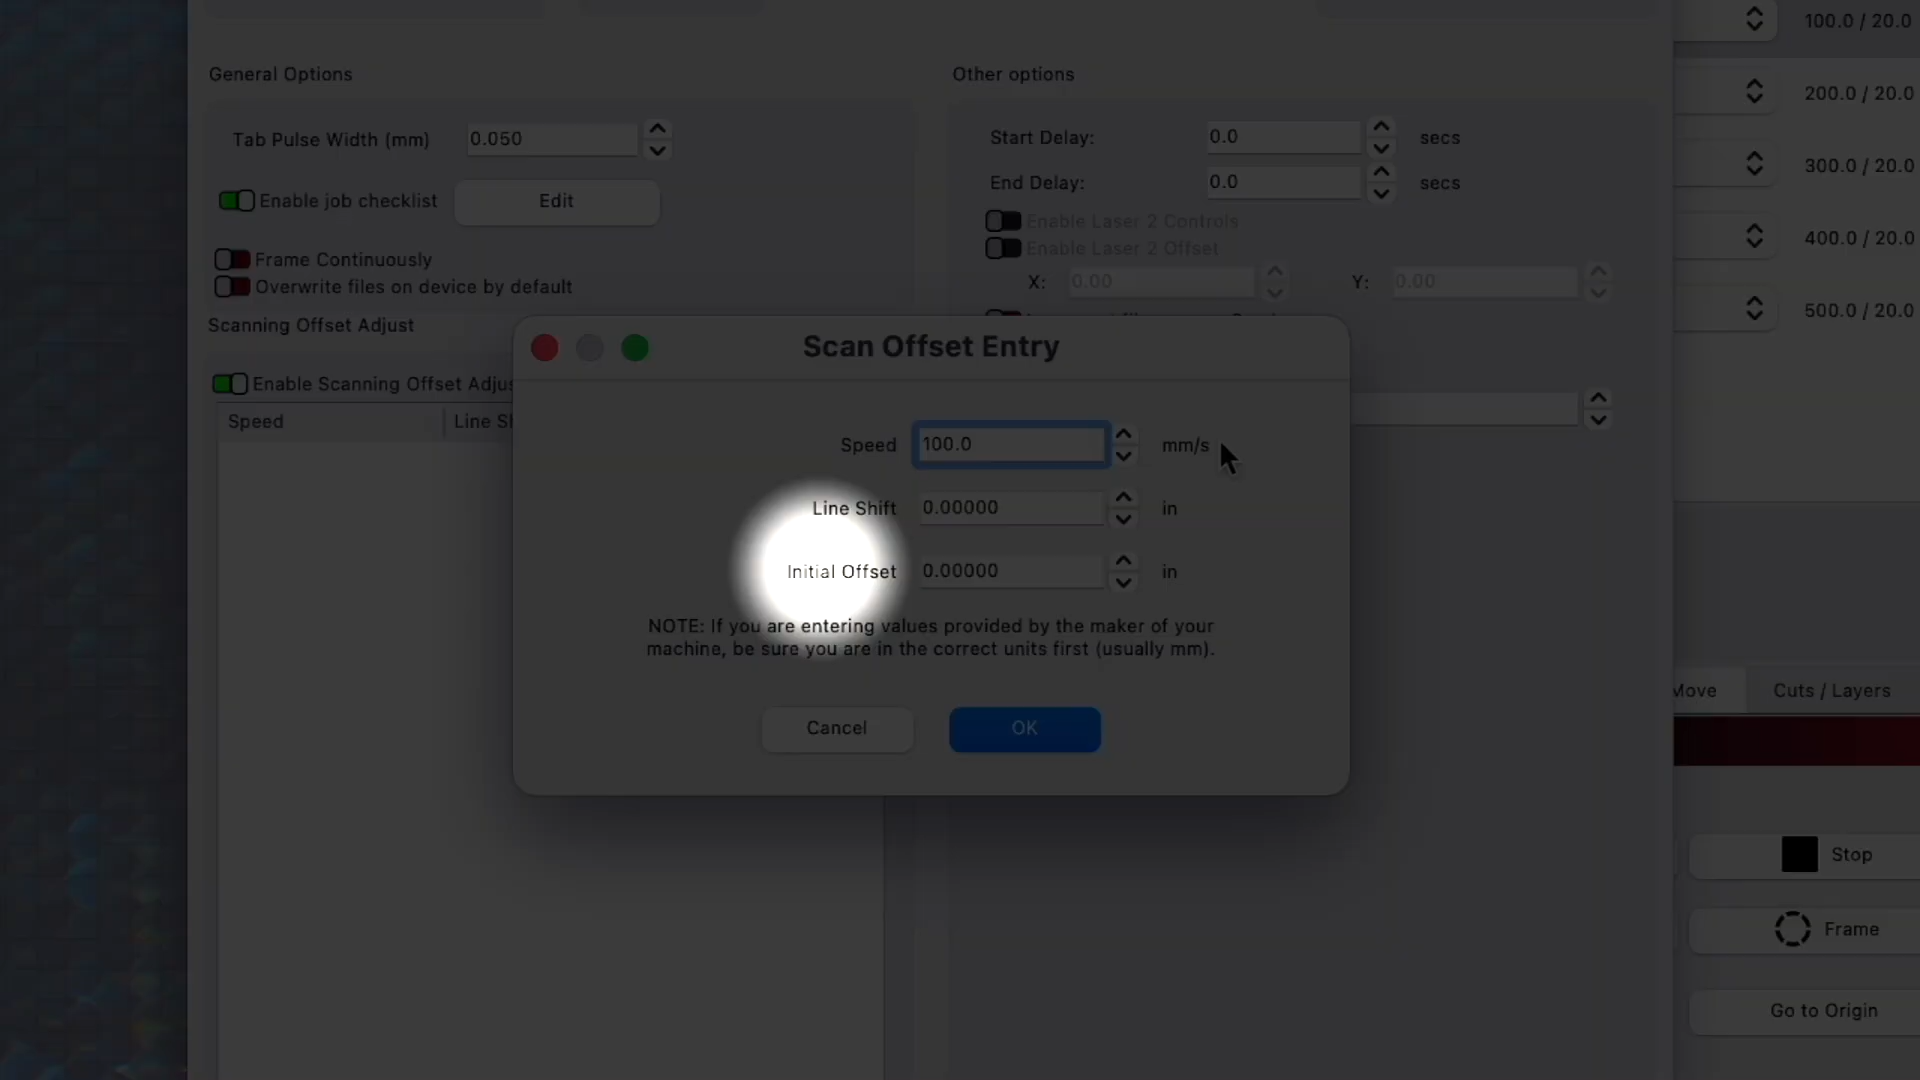 100.0 / 20.0
General Options
Other options
Tab Pulse Width (mm) 0.050
Start Delay: 0.0 secs
200.0 / 20.0
End Delay: 0.0 secs
300.0 / 20.0
Enable job checklist Edit
Enable Laser 2 Controls
Enable Laser 2 Offset
400.0 / 20.0
Frame Continuously
X: 0.00 Y: 0.00
Overwrite files on device by default
500.0 / 20.0
Scanning Offset Adjust
Scan Offset Entry
Enable Scanning Offset Adjus
Speed Line Sh
Speed 100.0 mm/s
Line Shift 0.00000 in
Initial Offset 0.00000 in
NOTE: If you are entering values provided by the maker of your
machine, be sure you are in the correct units first (usually mm).
Move Cuts / Layers
Cancel OK
Stop
Frame
Go to Origin